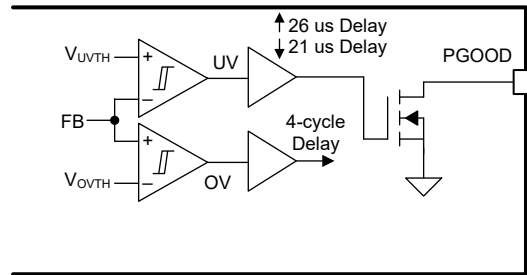 ↑ 26 us Delay
↓ 21 us Delay
VUVTH
+
UV
PGOOD
−
FB
+
4-cycle
Delay
VOVTH
−
OV